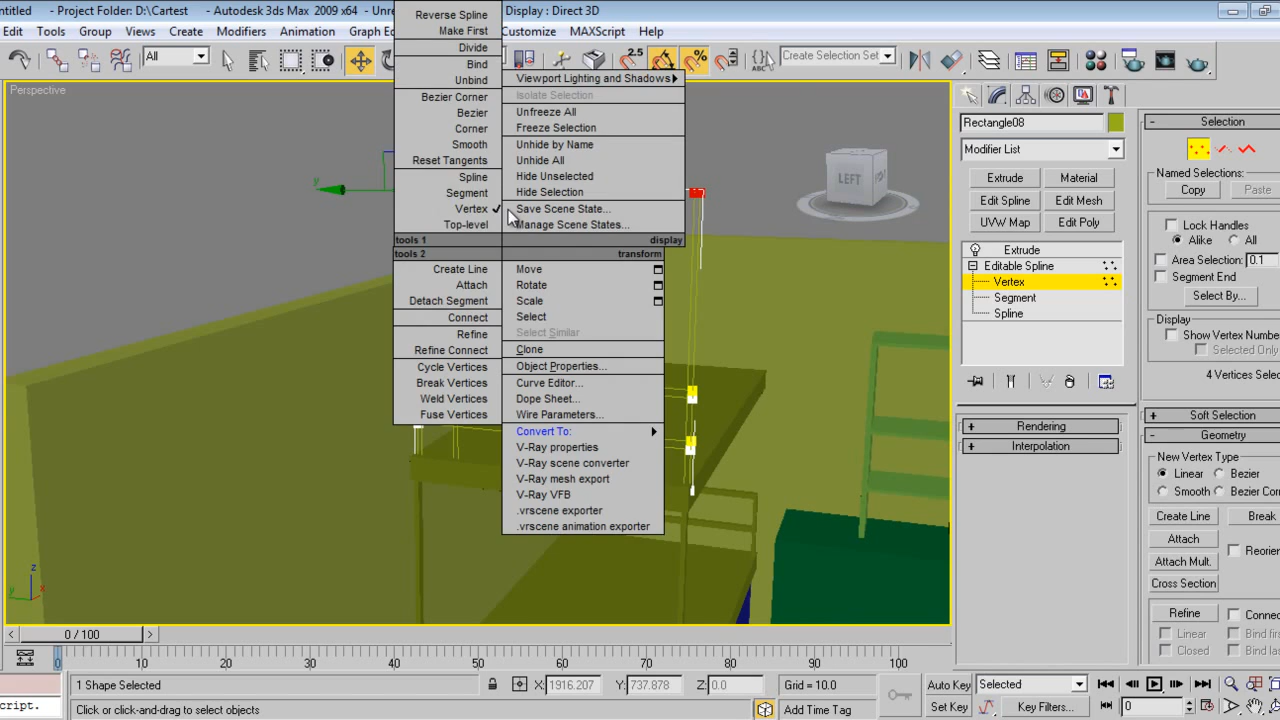 ntitled - Project Folder: D:\Cartest - Autodesk 3ds Max 2009 x64 - Unre Display : Direct 3D
it Tools Group Views Create Modifiers Animation Graph Ed Customize MAXScript Help
All
2.5
%
ABC
Create Selection Set
Perspective
LEFT
y
z
x
y
Reverse Spline
Make First
Divide
Bind
Unbind
Bezier Corner
Bezier
Corner
Smooth
Reset Tangents
Spline
Segment
Vertex
Top-level
tools 1
Viewport Lighting and Shadows
Isolate Selection
Unfreeze All
Freeze Selection
Unhide by Name
Unhide All
Hide Unselected
Hide Selection
Save Scene State...
Manage Scene States...
display
tools 2
Create Line
Attach
Detach Segment
Connect
Refine
Refine Connect
Cycle Vertices
Break Vertices
Weld Vertices
Fuse Vertices
transform
Move
Rotate
Scale
Select
Select Similar
Clone
Object Properties...
Curve Editor...
Dope Sheet...
Wire Parameters...
Convert To:
V-Ray properties
V-Ray scene converter
V-Ray mesh export
V-Ray VFB
.vrscene exporter
.vrscene animation exporter
Rectangle08
Modifier List
Extrude Material
Edit Spline Edit Mesh
UVW Map Edit Poly
Extrude
Editable Spline
Vertex
Segment
Spline
Rendering
Interpolation
Selection
Named Selections:
Copy Paste
Lock Handles
Alike All
Area Selection: 0.1
Segment End
Select By...
Display
Show Vertex Number
Selected Only
4 Vertices Selec
Soft Selection
Geometry
New Vertex Type
Linear Bezier
Smooth Bezier Cor
Create Line Break
Attach Reorie
Attach Mult.
Cross Section
Refine Connec
Linear Bind firs
Closed Bind las
0 / 100
0 10 20 30 40 50 60 70 80 90 100
1 Shape Selected X: 1916.207 Y: 737.878 Z: 0.0 Grid = 10.0 Auto Key Selected
cript. Click or click-and-drag to select objects Add Time Tag Set Key Key Filters... 0